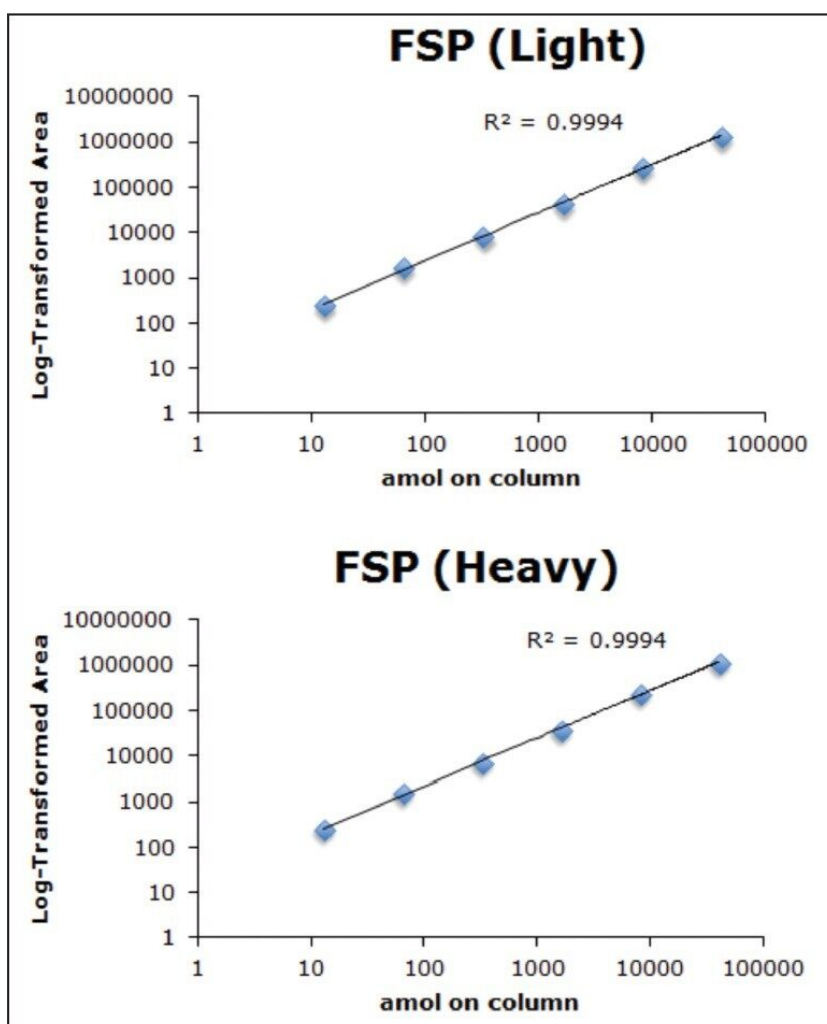 FSP (Light)
R² = 0.9994
Log-Transformed Area
10000000
1000000
100000
10000
1000
100
10
1
1 10 100 1000 10000 100000
amol on column
FSP (Heavy)
R² = 0.9994
Log-Transformed Area
10000000
1000000
100000
10000
1000
100
10
1
1 10 100 1000 10000 100000
amol on column